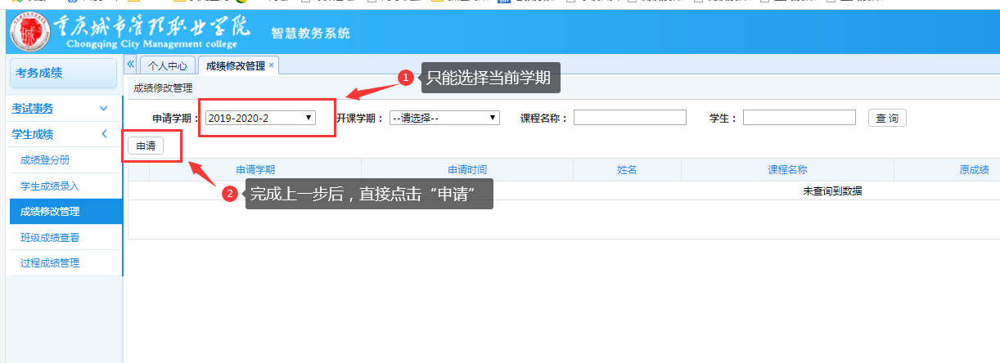 重庆城市管理职业学院
Chongqing City Management college
智慧教务系统
考务成绩
考试事务
学生成绩
成绩登分册
学生成绩录入
成绩修改管理
班级成绩查看
过程成绩管理
个人中心 成绩修改管理 ×
成绩修改管理
1 只能选择当前学期
申请学期： 2019-2020-2 开课学期： --请选择-- 课程名称： 学生： 查 询
申请
申请学期 申请时间 姓名 课程名称 原成绩
2 完成上一步后，直接点击“申请”
未查询到数据